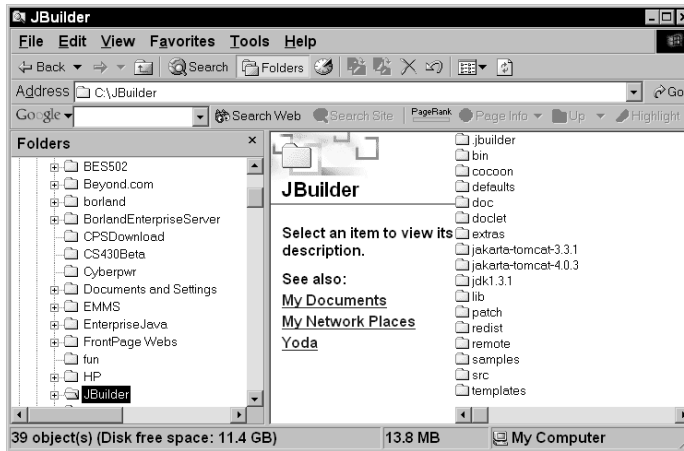 JBuilder
File Edit View Favorites Tools Help
Back Search Folders
Address C:\JBuilder Go
Google Search Web Search Site PageRank Page Info Up Highlight
Folders ×
BES502
Beyond.com
borland
BorlandEnterpriseServer
CPSDownload
CS430Beta
Cyberpwr
Documents and Settings
EMMS
EnterpriseJava
FrontPage Webs
fun
HP
JBuilder
JBuilder
Select an item to view its
description.
See also:
My Documents
My Network Places
Yoda
.jbuilder
bin
cocoon
defaults
doc
doclet
extras
jakarta-tomcat-3.3.1
jakarta-tomcat-4.0.3
jdk1.3.1
lib
patch
redist
remote
samples
src
templates
39 object(s) (Disk free space: 11.4 GB) 13.8 MB My Computer